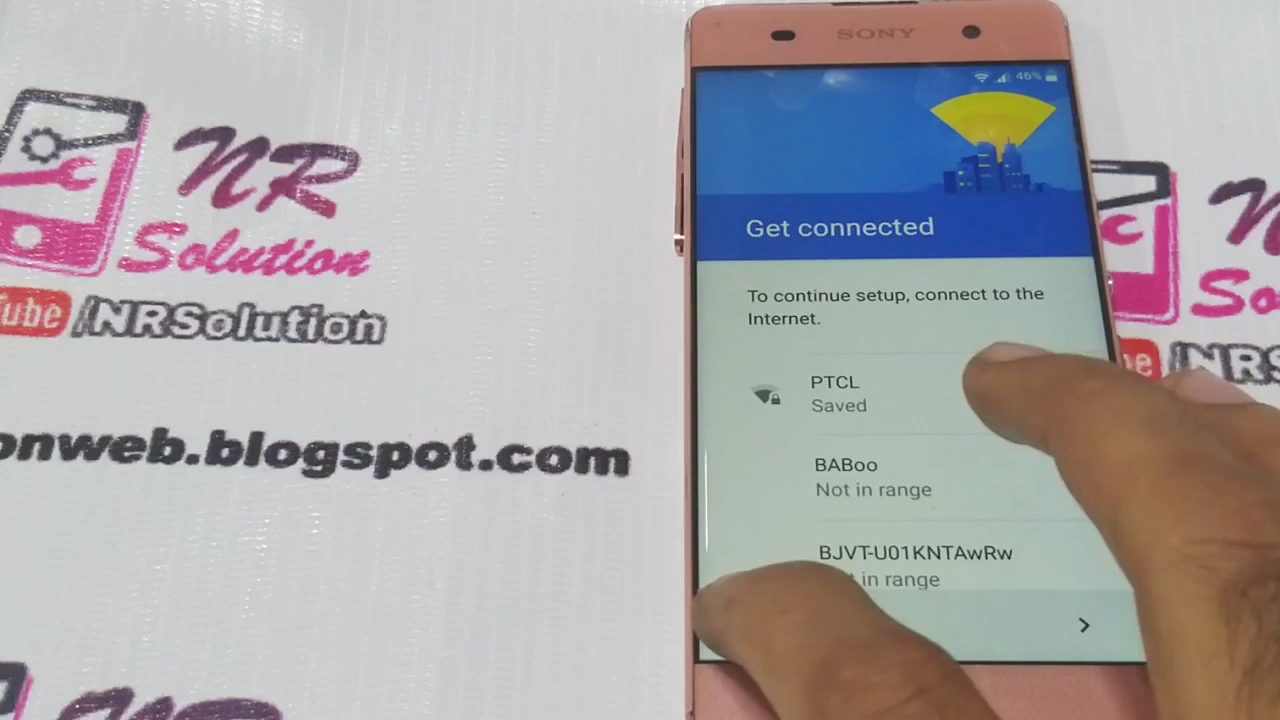 NR
Solution
Tube /NRSolution
onweb.blogspot.com
SONY
46%
Get connected
To continue setup, connect to the
Internet.
PTCL
Saved
BABoo
Not in range
BJVT-U01KNTAwRw
in range